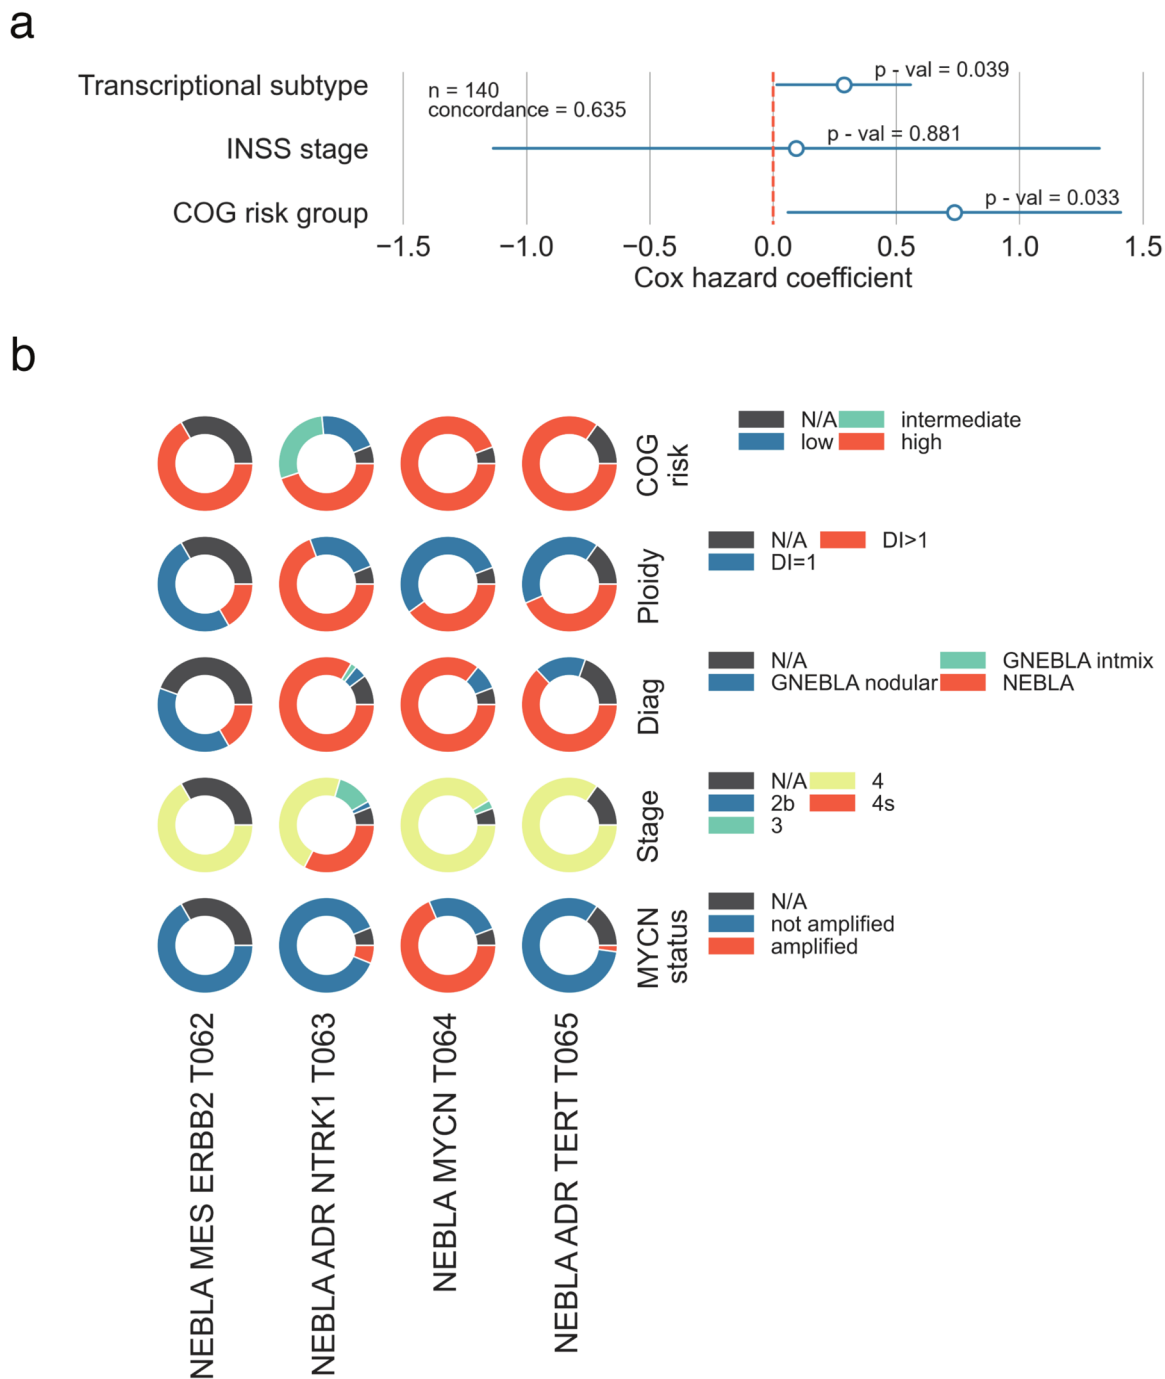 a
Transcriptional subtype
INSS stage
COG risk group
n = 140
concordance = 0.635
p - val = 0.039
p - val = 0.881
p - val = 0.033
−1.5 −1.0 −0.5 0.0 0.5 1.0 1.5
Cox hazard coefficient
b
COG
risk
N/A intermediate
low high
Ploidy
N/A DI>1
DI=1
Diag
N/A GNEBLA intmix
GNEBLA nodular NEBLA
Stage
N/A 4
2b 4s
3
MYCN
status
N/A
not amplified
amplified
NEBLA MES ERBB2 T062
NEBLA ADR NTRK1 T063
NEBLA MYCN T064
NEBLA ADR TERT T065